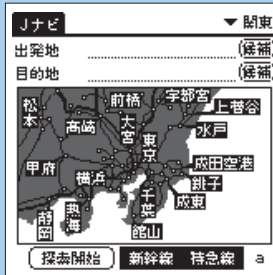 Jナビ ▼ 関東
出発地 (候補)
目的地 (候補)
松本 前橋 宇都宮 上菅谷
高崎 大宮 東京 水戸
甲府 横浜 千葉 成田空港
銚子
静岡 熱海 成東
館山
探索開始 新幹線 特急線 a